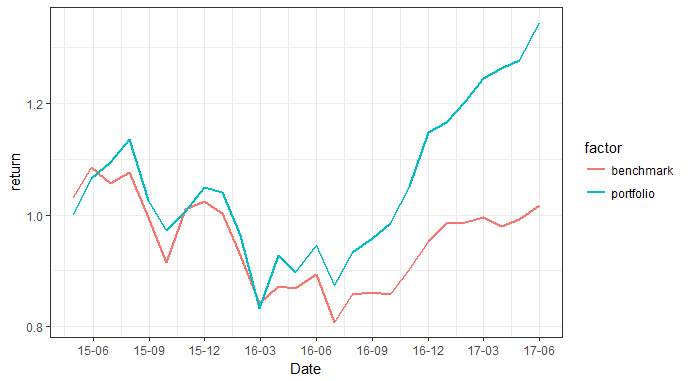 return
1.2
1.0
0.8
15-06 15-09 15-12 16-03 16-06 16-09 16-12 17-03 17-06
Date
factor
benchmark
portfolio